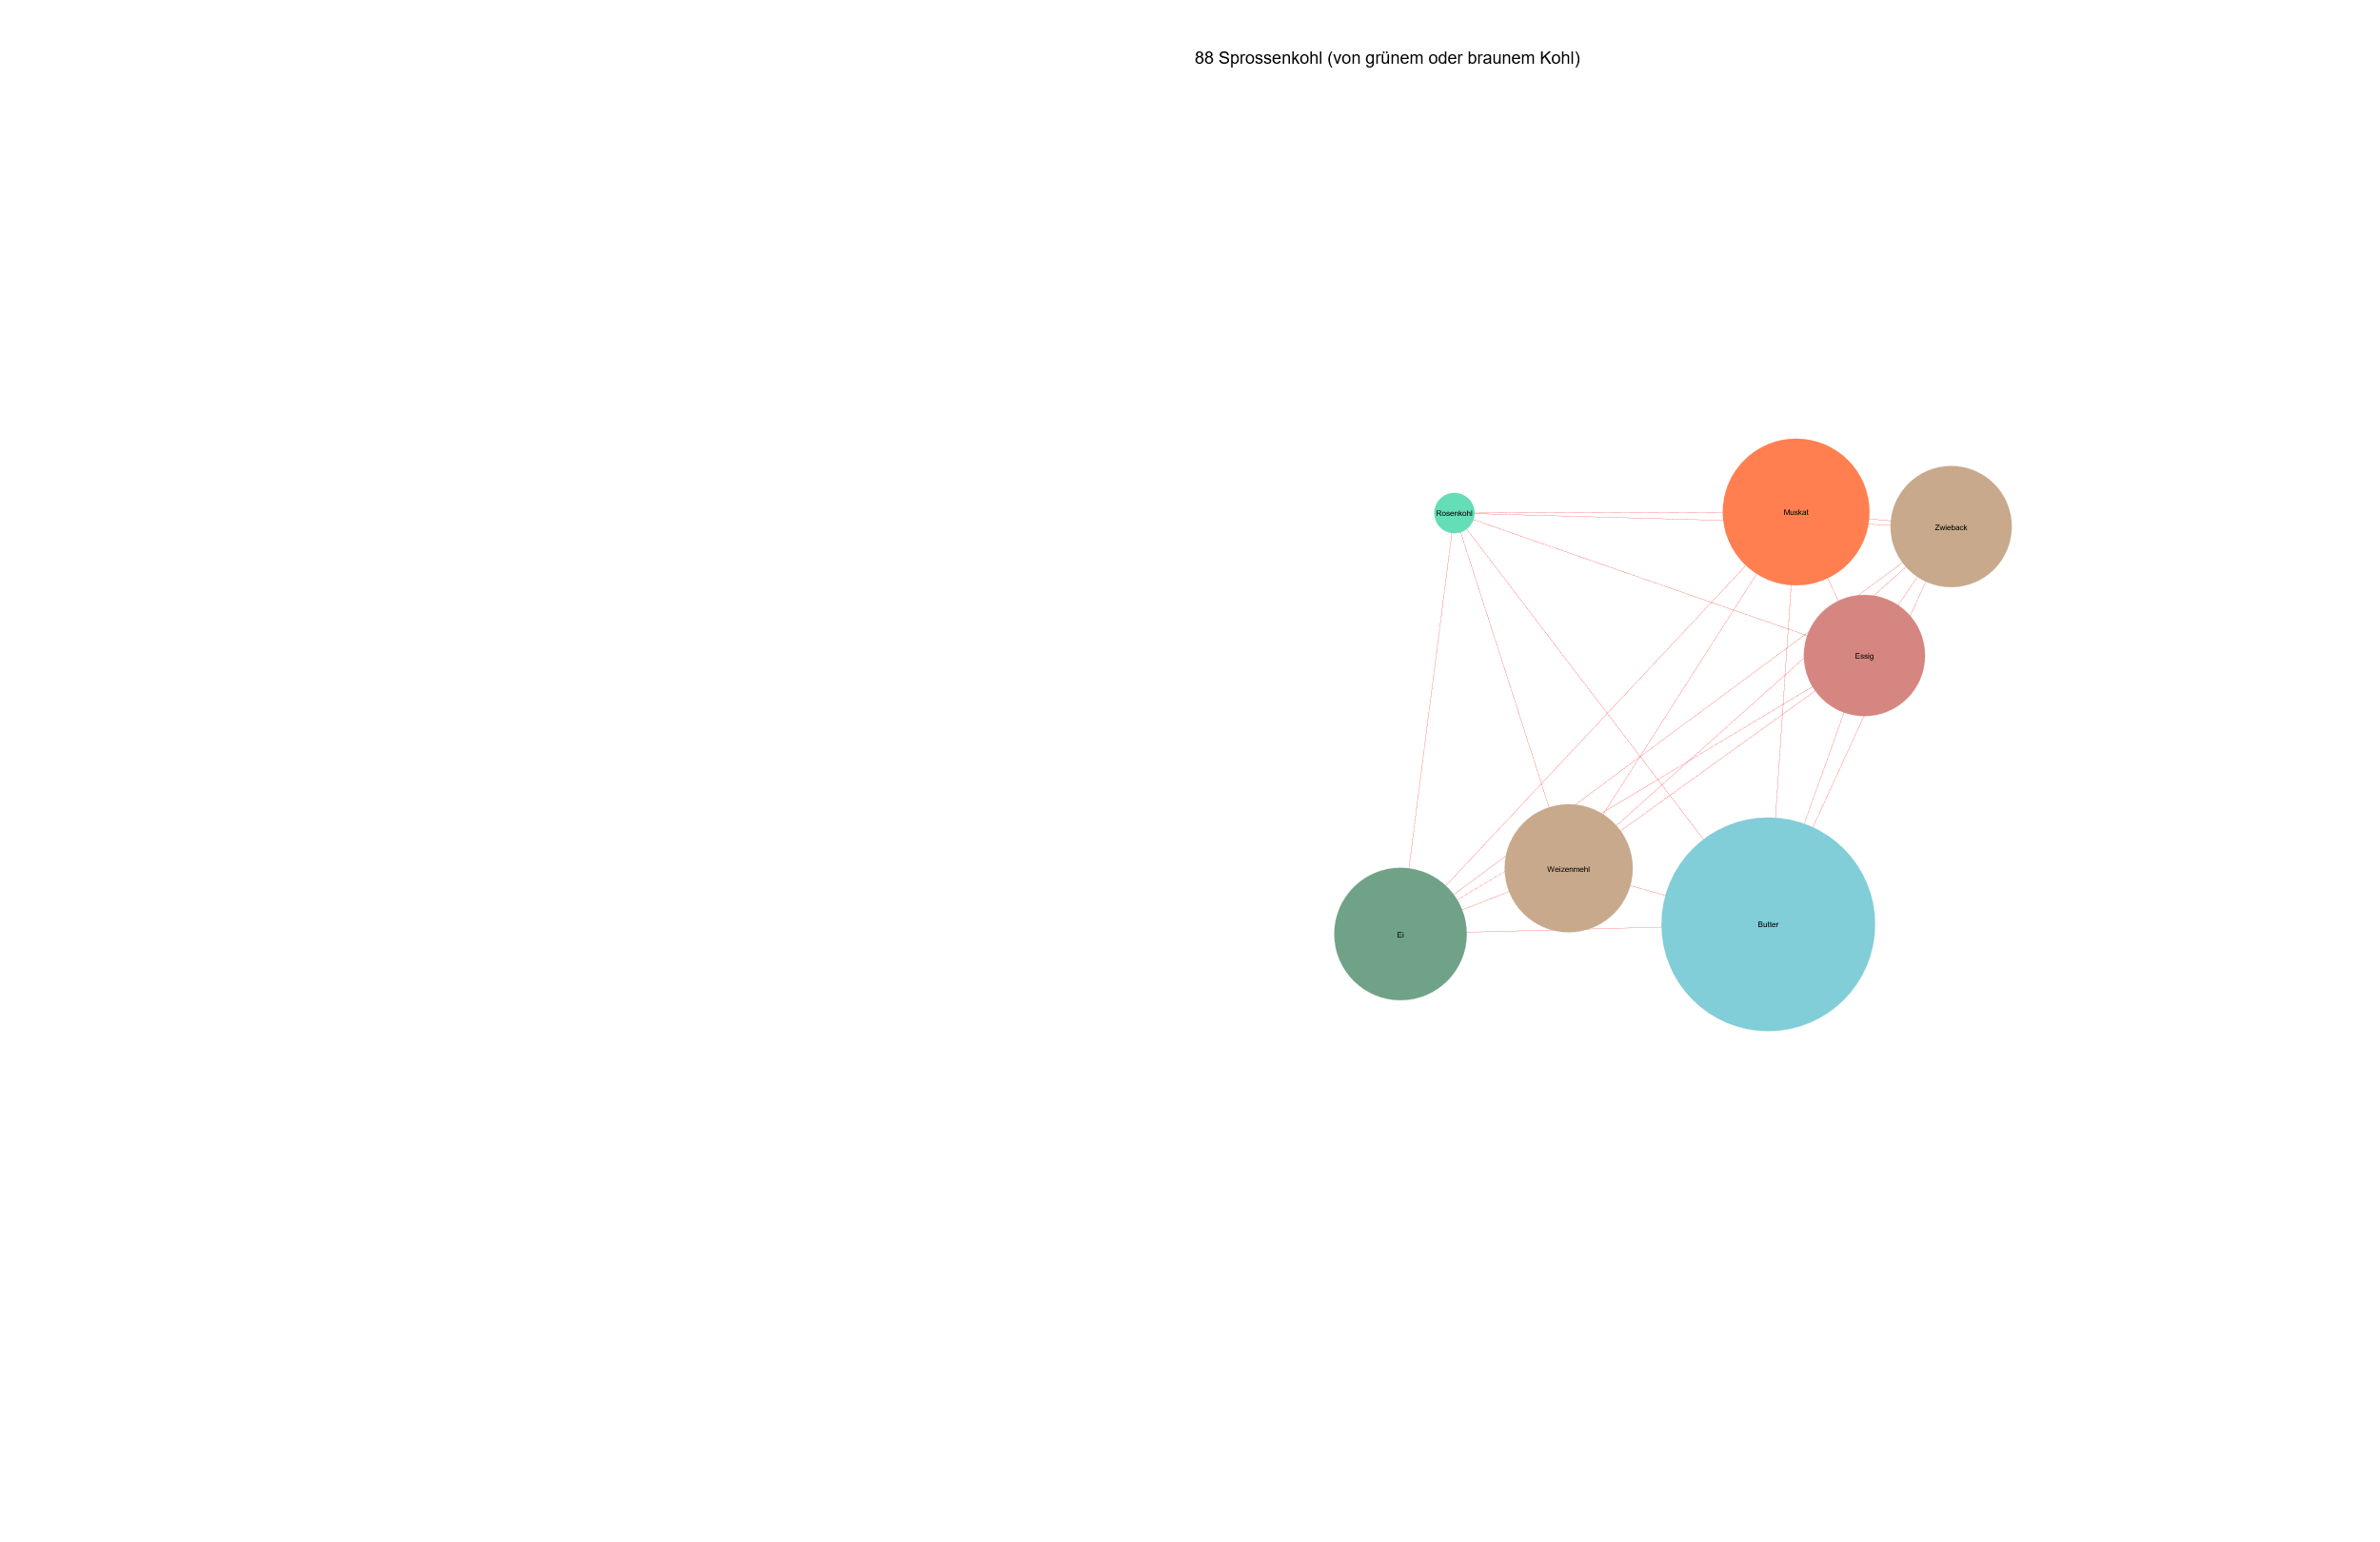 88 Sprossenkohl (von grünem oder braunem Kohl)
Rosenkohl
Muskat
Zwieback
Essig
Weizenmehl
Butter
Ei